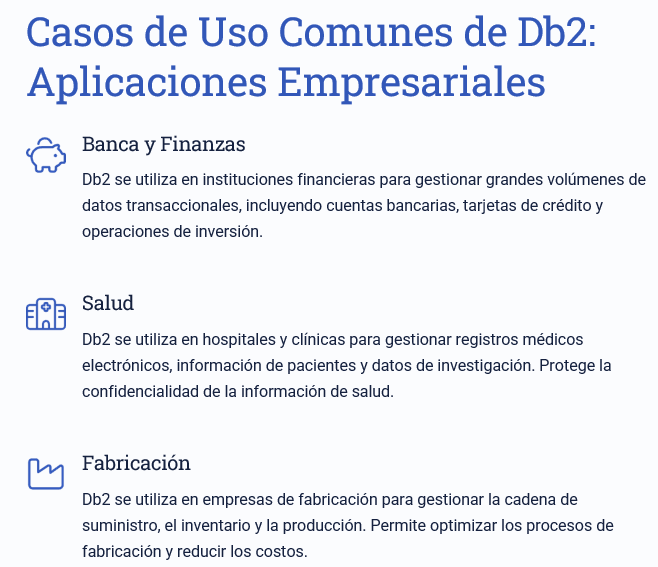 Casos de Uso Comunes de Db2:
Aplicaciones Empresariales
Banca y Finanzas
Db2 se utiliza en instituciones financieras para gestionar grandes volúmenes de
datos transaccionales, incluyendo cuentas bancarias, tarjetas de crédito y
operaciones de inversión.
Salud
Db2 se utiliza en hospitales y clínicas para gestionar registros médicos
electrónicos, información de pacientes y datos de investigación. Protege la
confidencialidad de la información de salud.
Fabricación
Db2 se utiliza en empresas de fabricación para gestionar la cadena de
suministro, el inventario y la producción. Permite optimizar los procesos de
fabricación y reducir los costos.